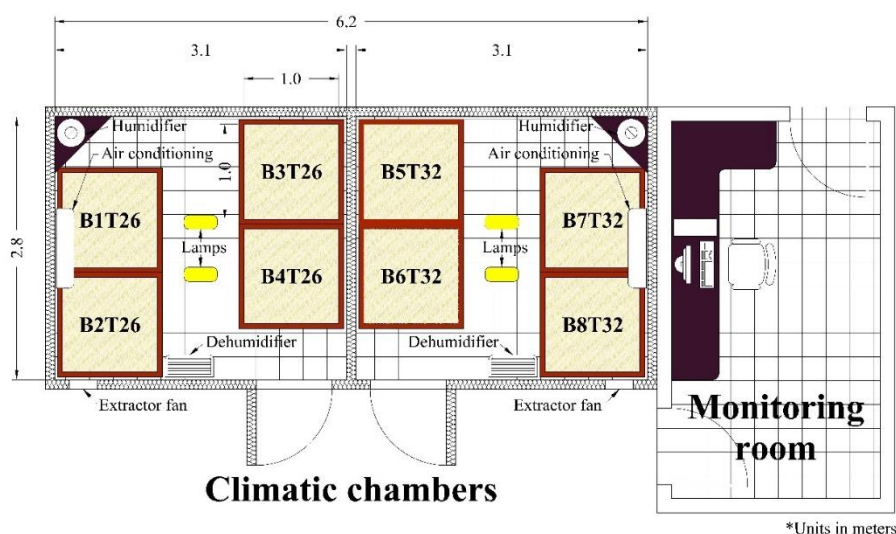 6.2
3.1
3.1
1.0
Humidifier
Humidifier
Air conditioning
Air conditioning
1.0
B3T26
B5T32
B1T26
B7T32
Lamps
Lamps
2.8
B4T26
B6T32
B2T26
B8T32
Dehumidifier
Dehumidifier
Extractor fan
Extractor fan
Monitoring
room
Climatic chambers
*Units in meters